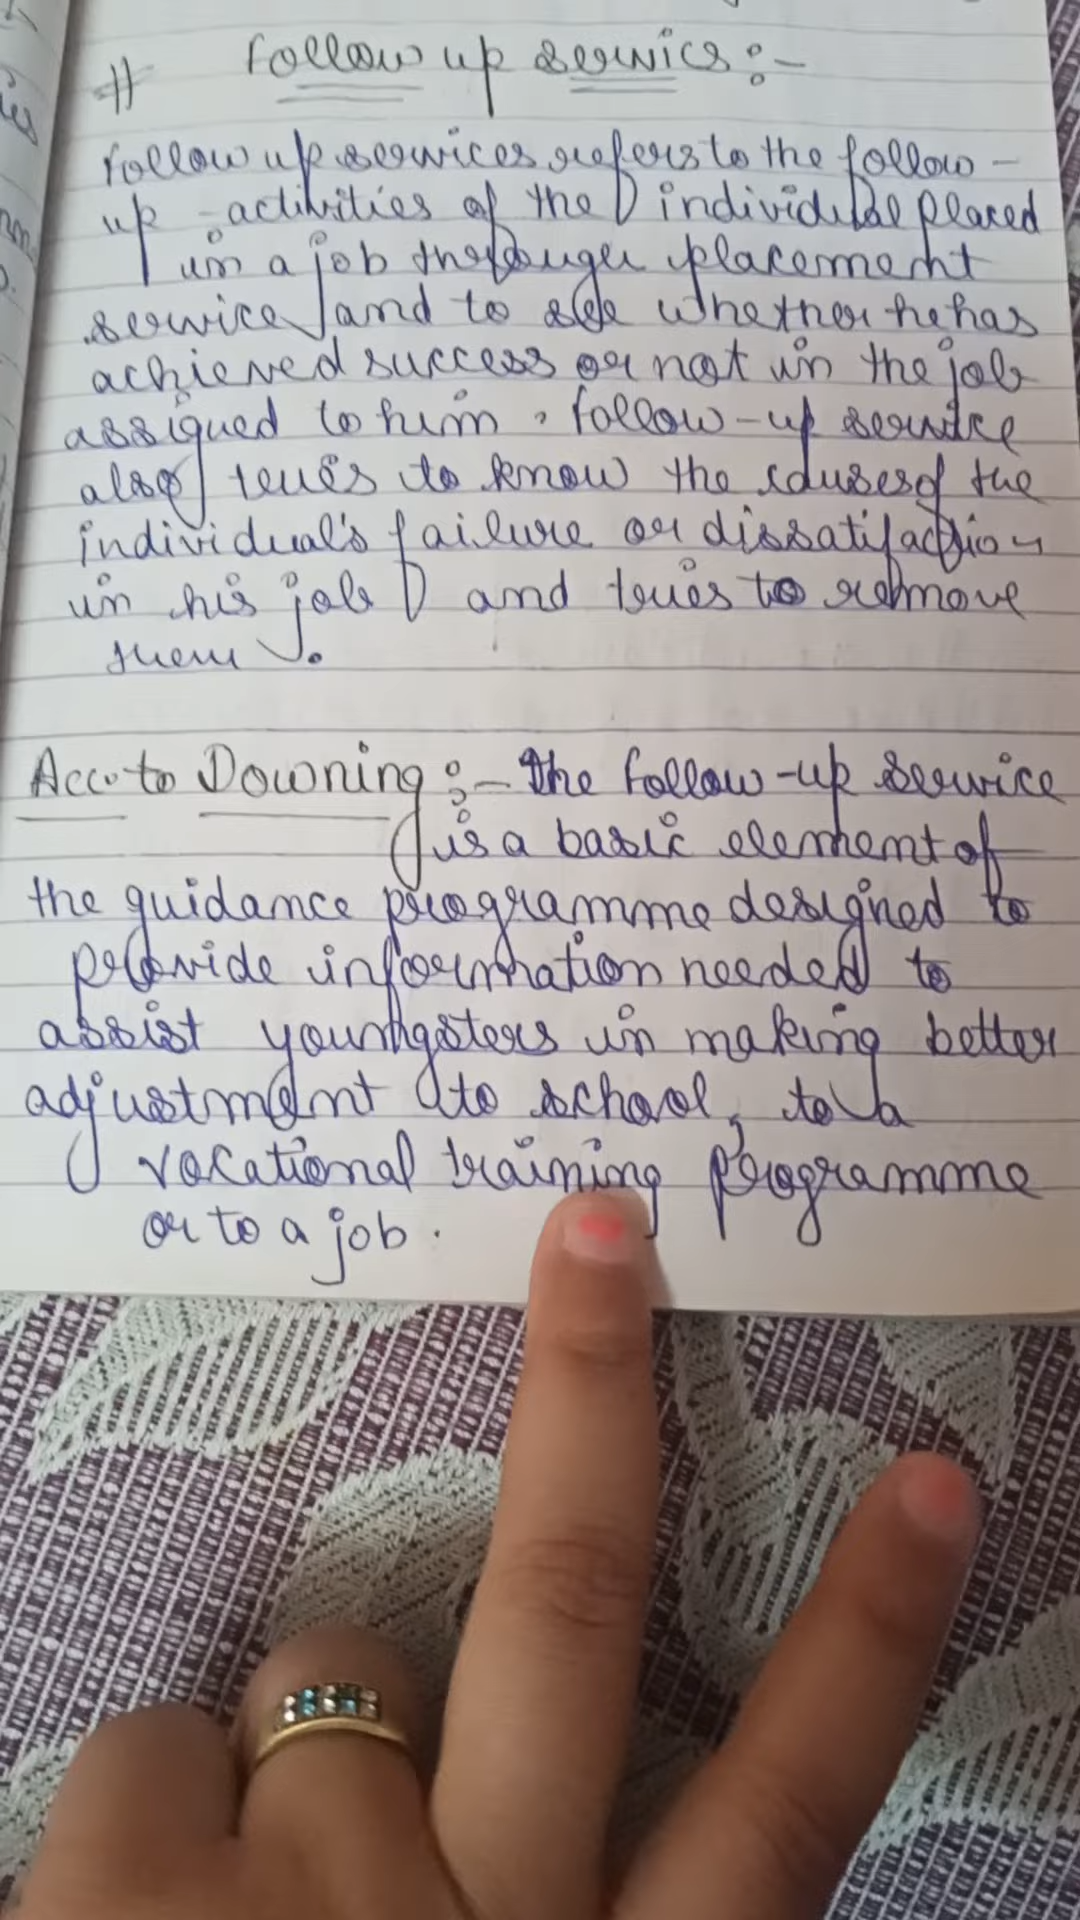 # Follow up service :-
Follow up services refers to the follow -
up - activities of the individual placed
in a job through placement
service and to see whether he has
achieved success or not in the job
assigned to him . follow-up service
also tries to know the causes of the
individual's failure or dissatifaction
in his job and tries to remove
them .
Acc. to Downing :- The follow-up service
is a basic element of
the guidance programme designed to
provide information needed to
assist youngsters in making better
adjustment to school, to a
vocational training programme
or to a job .